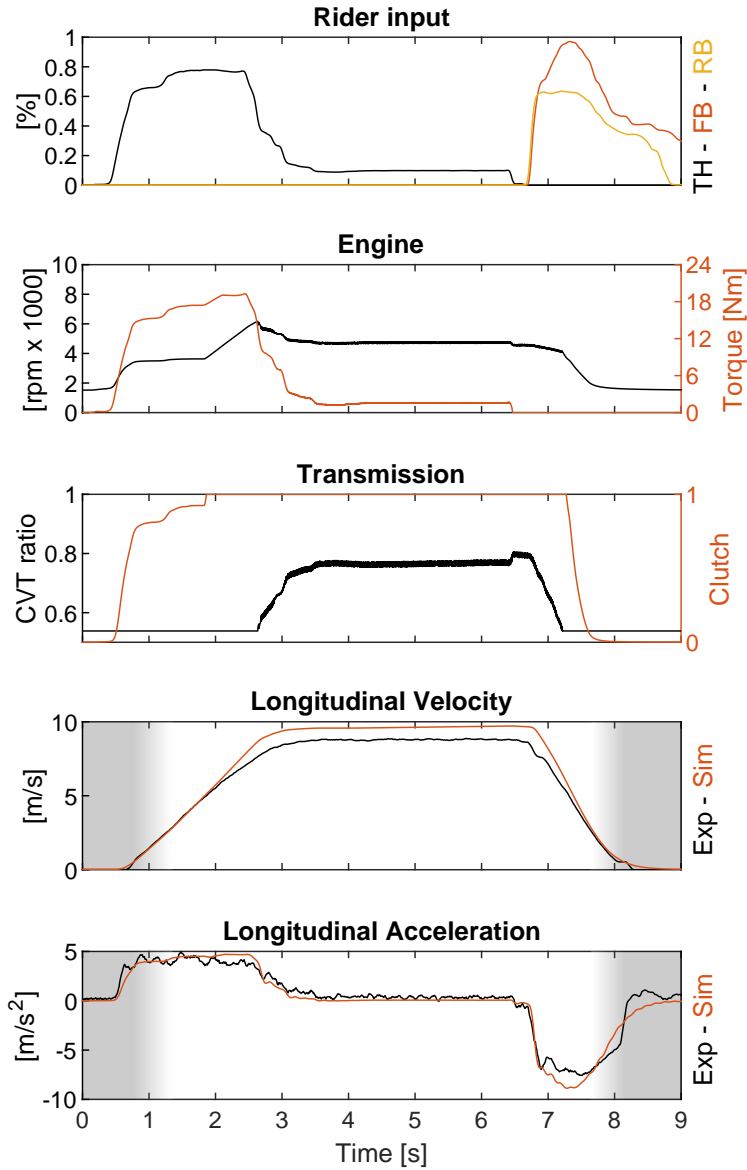 Rider input
1
0.8
0.6
0.4
0.2
0
[%]
TH - FB - RB
Engine
10
8
6
4
2
0
[rpm x 1000]
24
18
12
6
0
Torque [Nm]
Transmission
1
0.8
0.6
CVT ratio
1
0
Clutch
Longitudinal Velocity
10
5
0
[m/s]
Exp - Sim
Longitudinal Acceleration
5
0
-5
-10
[m/s²]
Exp - Sim
0 1 2 3 4 5 6 7 8 9
Time [s]